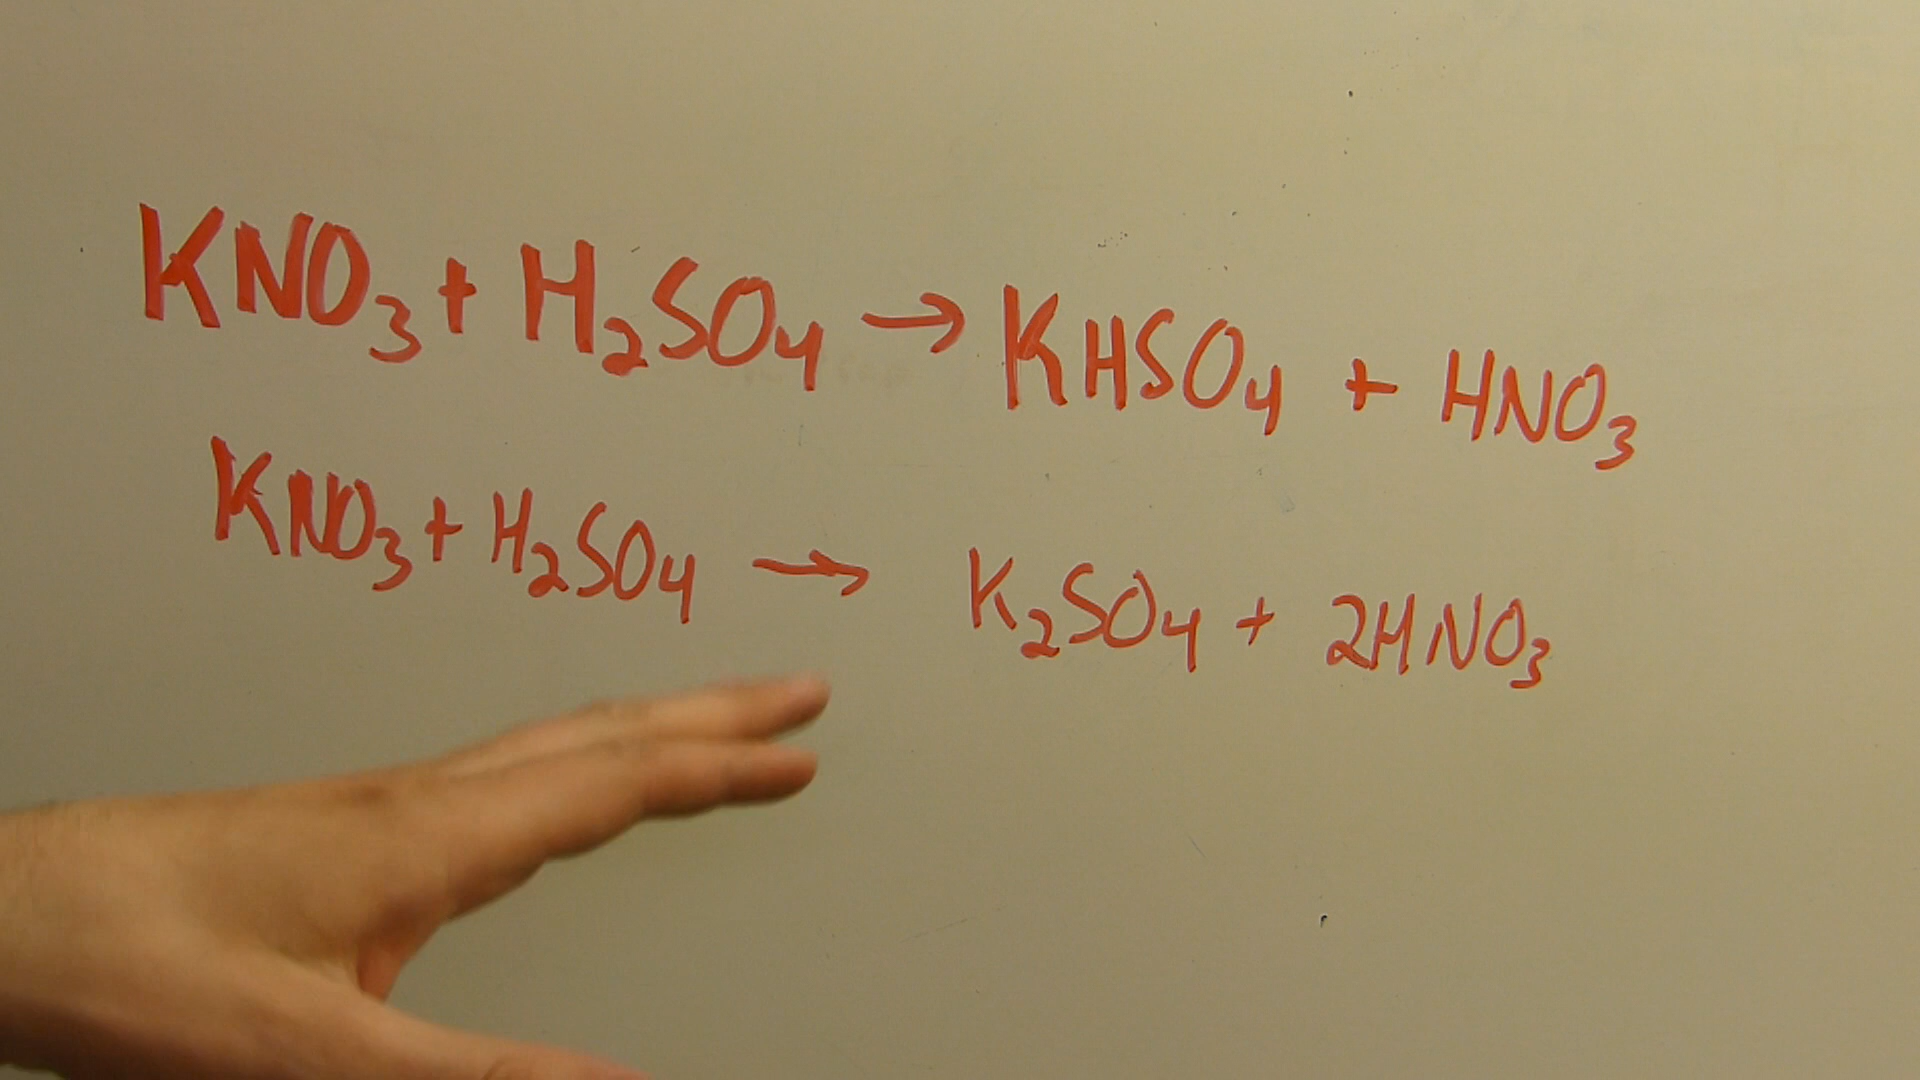 KNO₃ + H₂SO₄ → KHSO₄ + HNO₃
KNO₃ + H₂SO₄ → K₂SO₄ + 2HNO₃